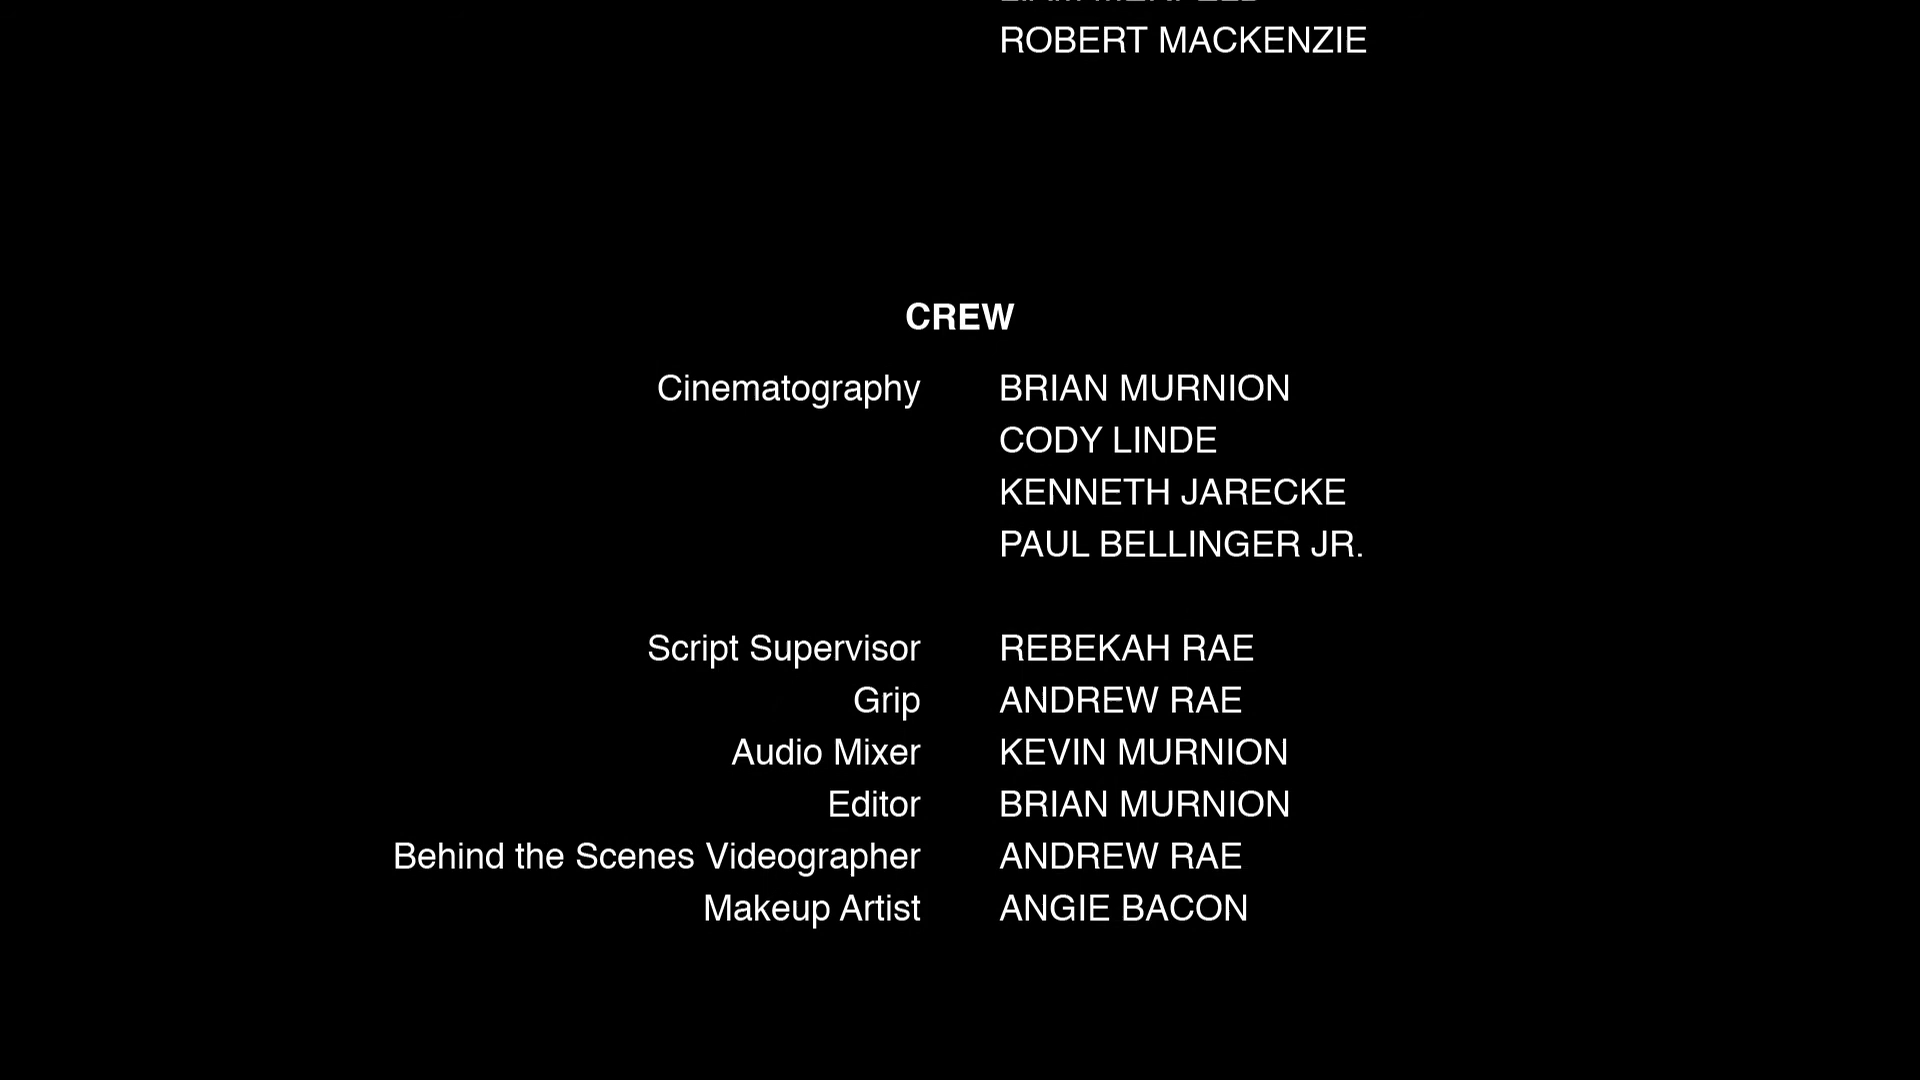 ROBERT MACKENZIE
CREW
Cinematography BRIAN MURNION
CODY LINDE
KENNETH JARECKE
PAUL BELLINGER JR.
Script Supervisor REBEKAH RAE
Grip ANDREW RAE
Audio Mixer KEVIN MURNION
Editor BRIAN MURNION
Behind the Scenes Videographer ANDREW RAE
Makeup Artist ANGIE BACON